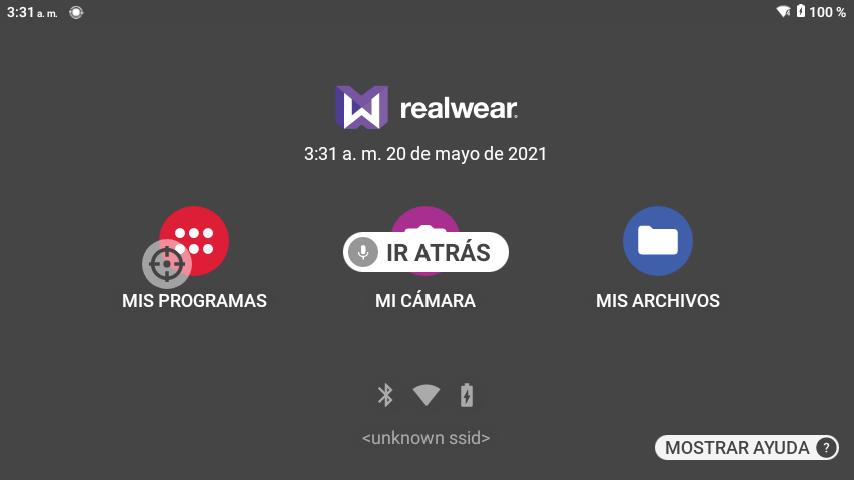 3:31 a. m.
100 %
realwear
3:31 a. m. 20 de mayo de 2021
IR ATRÁS
MIS PROGRAMAS
MI CÁMARA
MIS ARCHIVOS
<unknown ssid>
MOSTRAR AYUDA ?